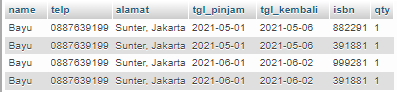 name telp alamat tgl_pinjam tgl_kembali isbn qty
Bayu 0887639199 Sunter, Jakarta 2021-05-01 2021-05-06 882291 1
Bayu 0887639199 Sunter, Jakarta 2021-05-01 2021-05-06 391881 1
Bayu 0887639199 Sunter, Jakarta 2021-06-01 2021-06-02 999281 1
Bayu 0887639199 Sunter, Jakarta 2021-06-01 2021-06-02 391881 1